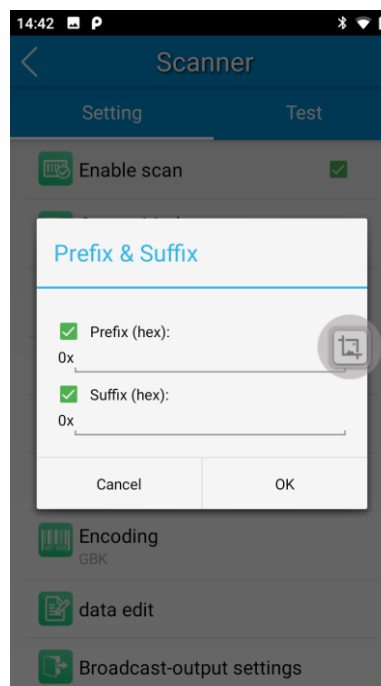 14:42
Scanner
Setting
Test
Enable scan
Prefix & Suffix
Prefix (hex):
0x
Suffix (hex):
0x
Cancel
OK
Encoding
GBK
data edit
Broadcast-output settings